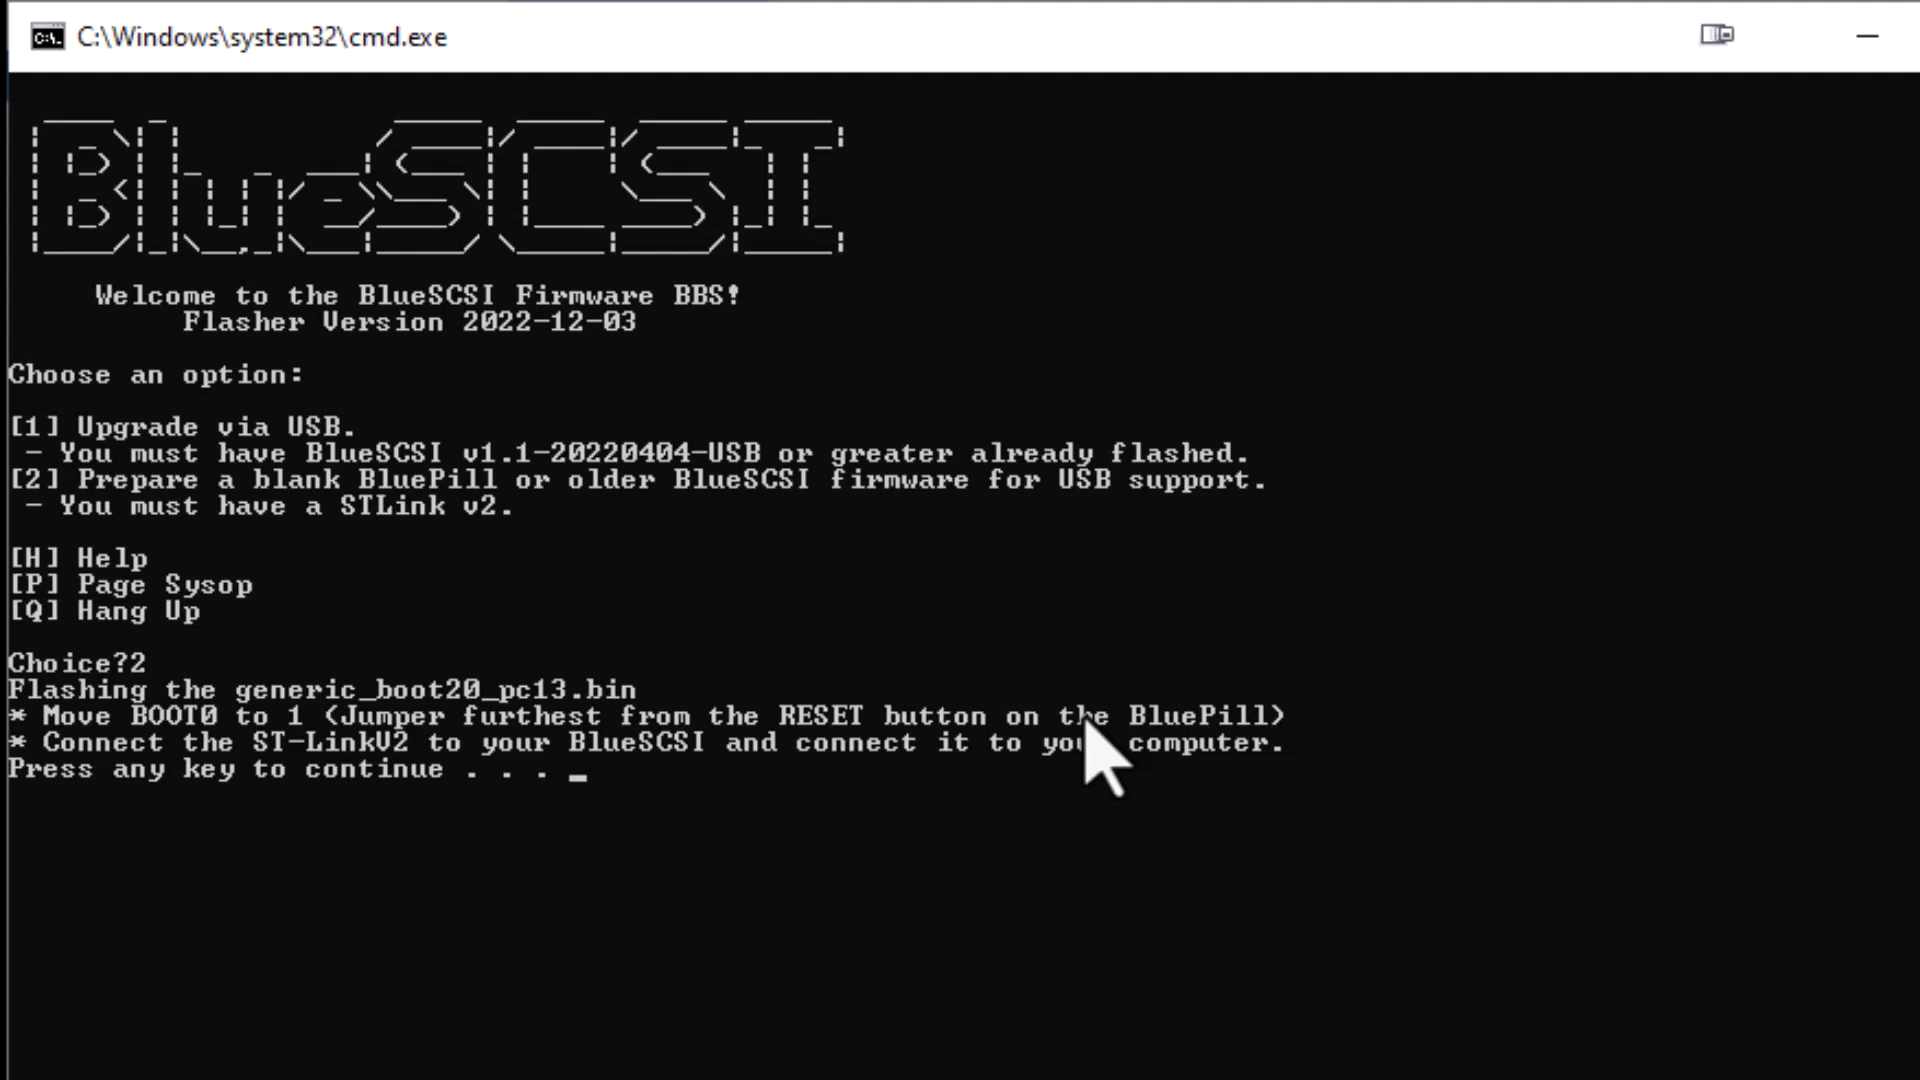 C:\Windows\system32\cmd.exe
BlueSCSI
Welcome to the BlueSCSI Firmware BBS!
Flasher Version 2022-12-03
Choose an option:
[1] Upgrade via USB.
- You must have BlueSCSI v1.1-20220404-USB or greater already flashed.
[2] Prepare a blank BluePill or older BlueSCSI firmware for USB support.
- You must have a STLink v2.
[H] Help
[P] Page Sysop
[Q] Hang Up
Choice?2
Flashing the generic_boot20_pc13.bin
* Move BOOT0 to 1 (Jumper furthest from the RESET button on the BluePill)
* Connect the ST-LinkV2 to your BlueSCSI and connect it to your computer.
Press any key to continue . . . _